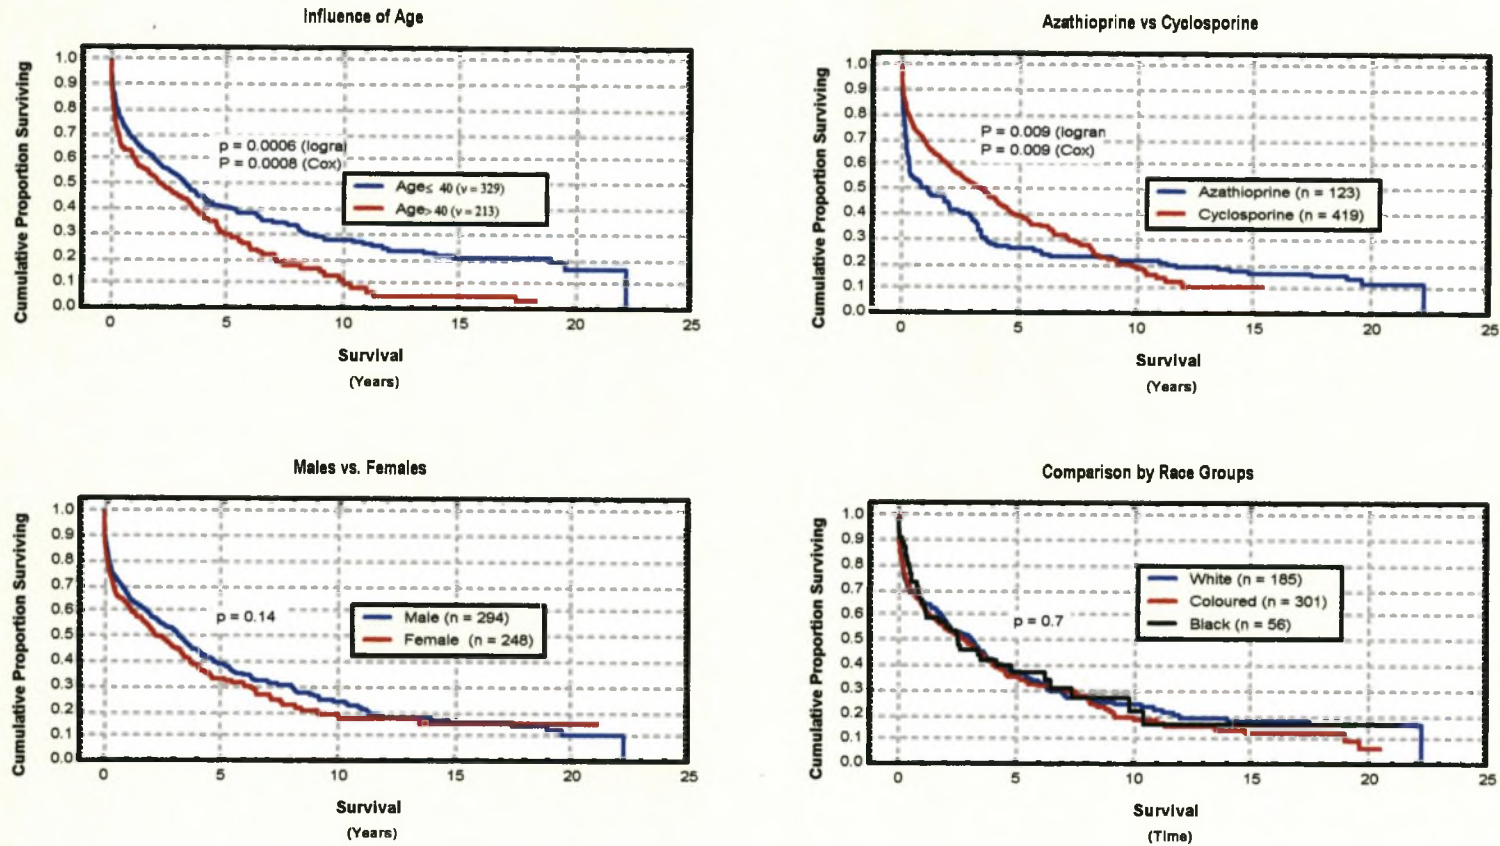 Influence of Age
Cumulative Proportion Surviving
1.0
0.9
0.8
0.7
0.6
0.5
0.4
0.3
0.2
0.1
0.0
p = 0.0006 (logra
P = 0.0008 (Cox)
Age≤ 40 (v = 329)
Age> 40 (v = 213)
0 5 10 15 20 25
Survival
(Years)
Azathioprine vs Cyclosporine
Cumulative Proportion Surviving
1.0
0.9
0.8
0.7
0.6
0.5
0.4
0.3
0.2
0.1
0.0
P = 0.009 (logran
P = 0.009 (Cox)
Azathioprine (n = 123)
Cyclosporine (n = 419)
0 5 10 15 20 25
Survival
(Years)
Males vs. Females
Cumulative Proportion Surviving
1.0
0.9
0.8
0.7
0.6
0.5
0.4
0.3
0.2
0.1
0.0
p = 0.14
Male (n = 294)
Female (n = 248)
0 5 10 15 20 25
Survival
(Years)
Comparison by Race Groups
Cumulative Proportion Surviving
1.0
0.9
0.8
0.7
0.6
0.5
0.4
0.3
0.2
0.1
0.0
p = 0.7
White (n = 185)
Coloured (n = 301)
Black (n = 56)
0 5 10 15 20 25
Survival
(Time)